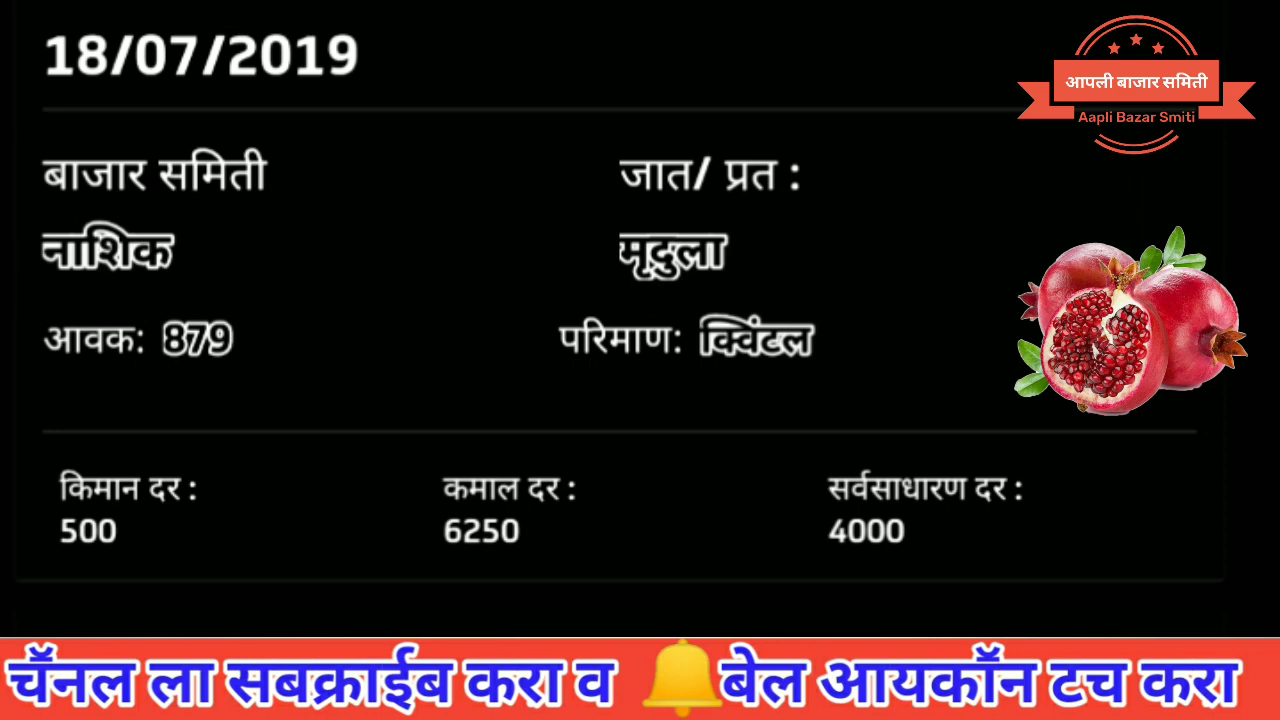 18/07/2019
आपली बाजार समिती
Aapli Bazar Smiti
बाजार समिती
जात/ प्रत :
नाशिक
मृदुला
आवक: 879
परिमाण: क्विंटल
किमान दर :
कमाल दर :
सर्वसाधारण दर :
500
6250
4000
चॅंनल ला सबक्राईब करा व बेल आयकॉंन टच करा